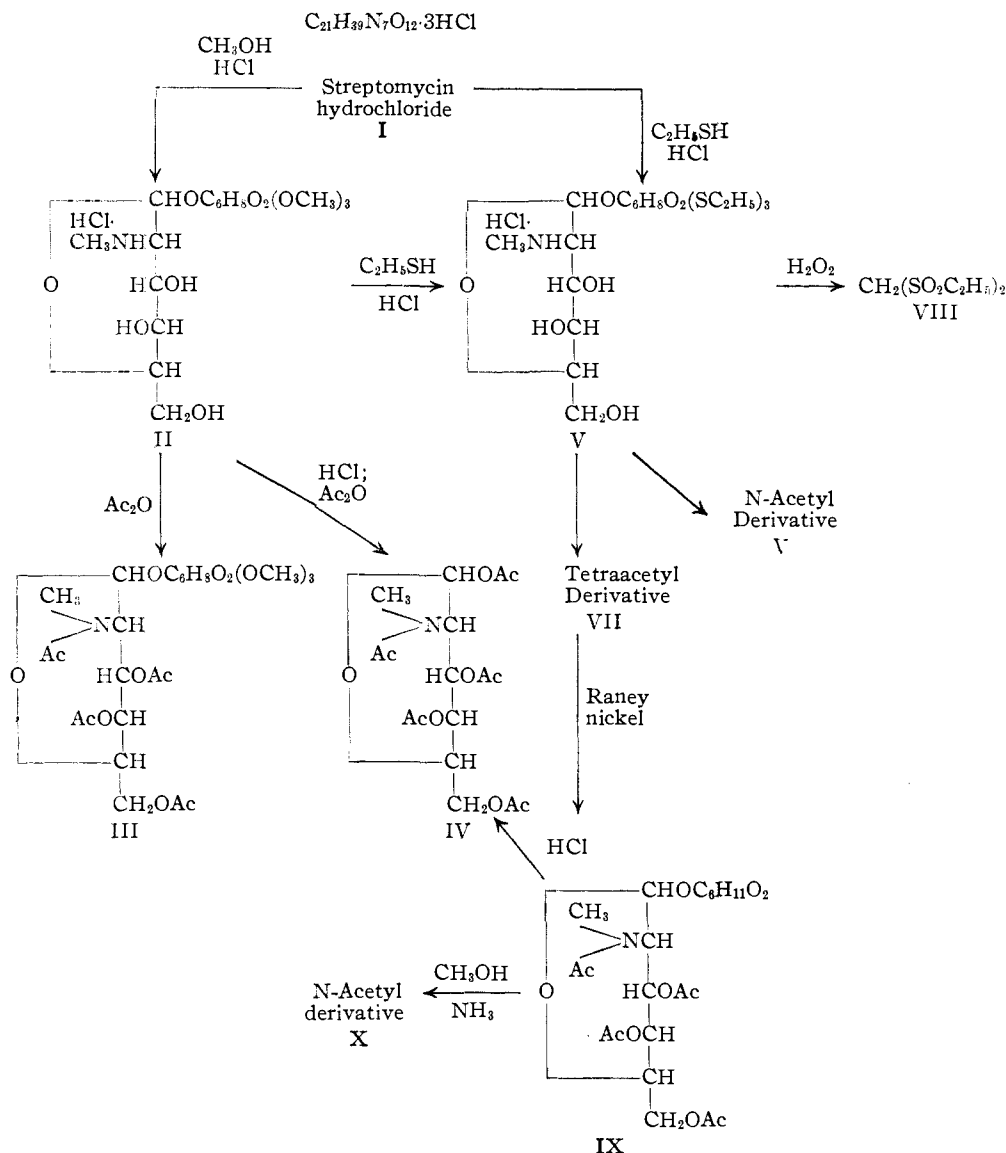 C₂₁H₃₉N₇O₁₂·3HCl
CH₃OH
HCl
Streptomycin
hydrochloride
I
C₂H₅SH
HCl
CHOC₆H₈O₂(OCH₃)₃
HCl·
CH₃NHCH
HCOH
O
HOCH
CH
CH₂OH
II
C₂H₅SH
HCl
CHOC₆H₈O₂(SC₂H₅)₃
HCl·
CH₃NHCH
HCOH
O
HOCH
CH
CH₂OH
V
H₂O₂
CH₂(SO₂C₂H₅)₂
VIII
Ac₂O
HCl;
Ac₂O
N-Acetyl
Derivative
V
CHOC₆H₈O₂(OCH₃)₃
CH₃
NCH
Ac
HCOAc
O
AcOCH
CH
CH₂OAc
III
CHOAc
CH₃
NCH
Ac
HCOAc
O
AcOCH
CH
CH₂OAc
IV
Tetraacetyl
Derivative
VII
Raney
nickel
HCl
CHOC₆H₁₁O₂
CH₃
NCH
Ac
HCOAc
O
AcOCH
CH
CH₂OAc
IX
CH₃OH
NH₃
N-Acetyl
derivative
X